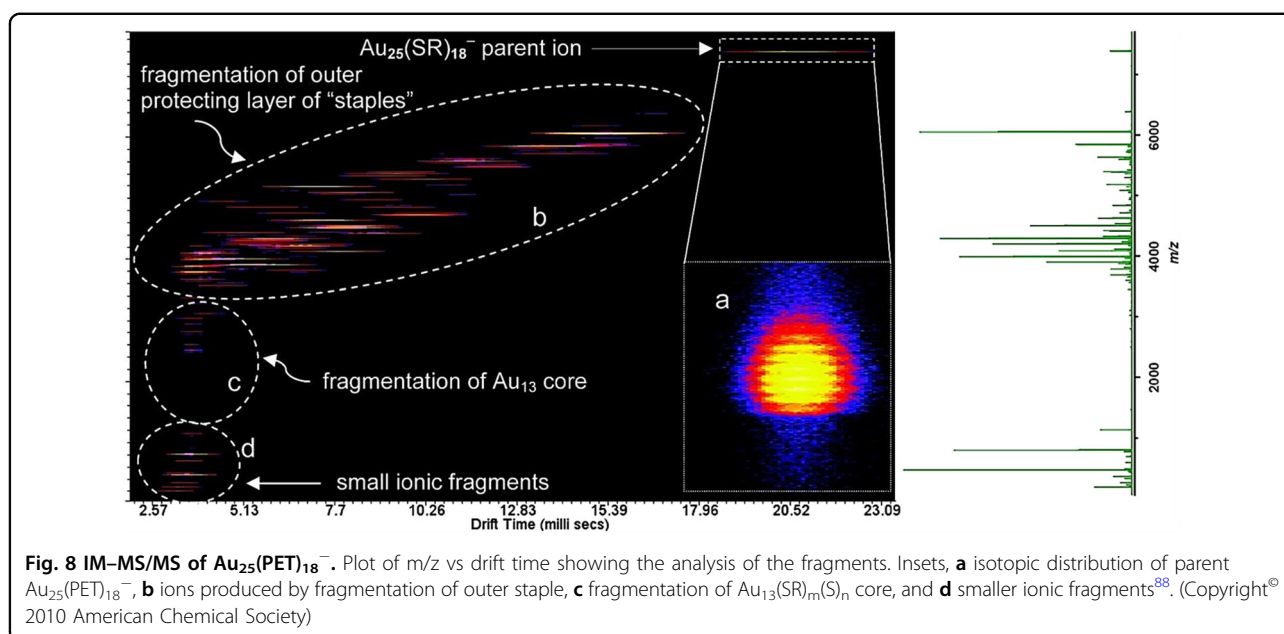 Au₂₅(SR)₁₈⁻ parent ion
fragmentation of outer
protecting layer of “staples”
a
b
c
fragmentation of Au₁₃ core
d
small ionic fragments
2.57 5.13 7.7 10.26 12.83 15.39 17.96 20.52 23.09
Drift Time (milli secs)
6000
4000
m/z
2000
Fig. 8 IM–MS/MS of Au₂₅(PET)₁₈⁻. Plot of m/z vs drift time showing the analysis of the fragments. Insets, a isotopic distribution of parent
Au₂₅(PET)₁₈⁻, b ions produced by fragmentation of outer staple, c fragmentation of Au₁₃(SR)ₘ(S)ₙ core, and d smaller ionic fragments⁸⁸. (Copyright©
2010 American Chemical Society)